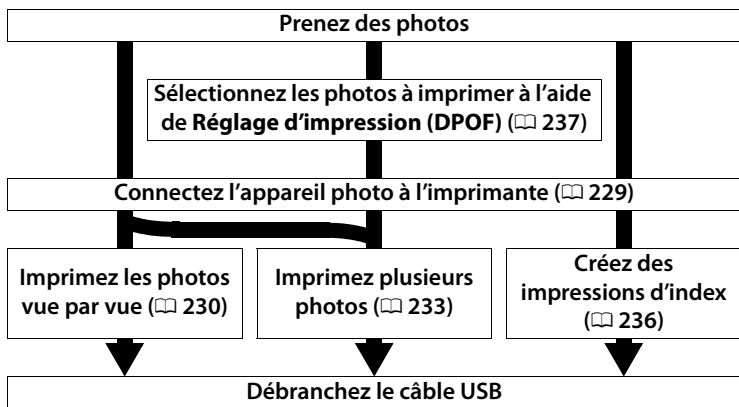 Prenez des photos
Sélectionnez les photos à imprimer à l'aide
de Réglage d'impression (DPOF) (🕮 237)
Connectez l'appareil photo à l'imprimante (🕮 229)
Imprimez les photos
vue par vue (🕮 230)
Imprimez plusieurs
photos (🕮 233)
Créez des
impressions d'index
(🕮 236)
Débranchez le câble USB